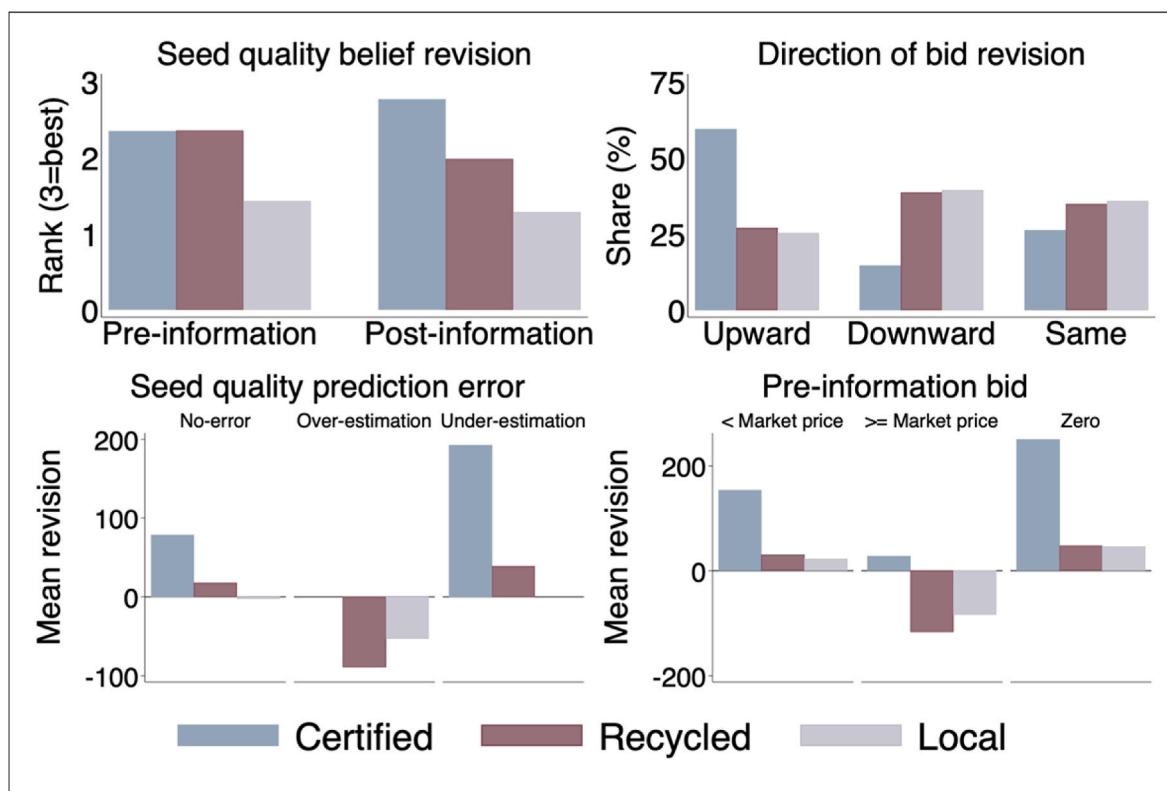 Seed quality belief revision
Rank (3=best)
3
2
1
0
Pre-information Post-information
Direction of bid revision
Share (%)
75
50
25
0
Upward Downward Same
Seed quality prediction error
No-error Over-estimation Under-estimation
Mean revision
200
100
0
-100
Pre-information bid
< Market price >= Market price Zero
Mean revision
200
0
-200
Certified Recycled Local